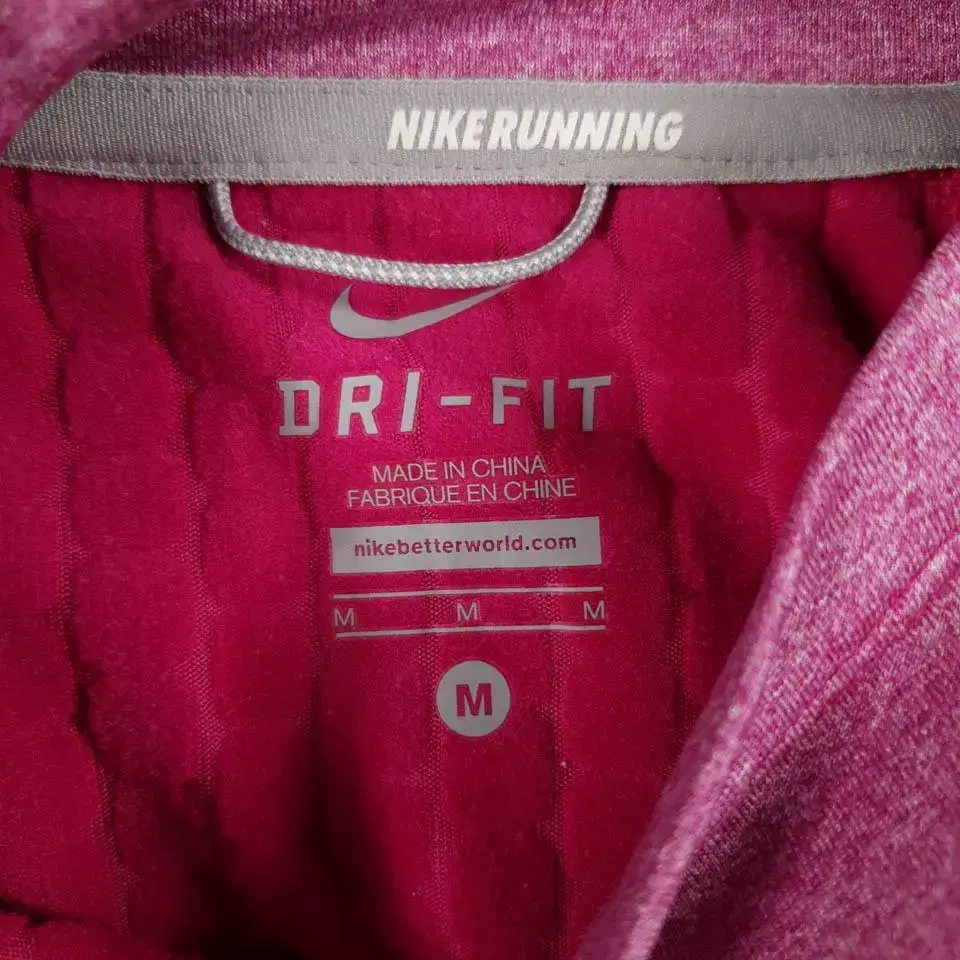 NIKERUNNING
DRI-FIT
MADE IN CHINA
FABRIQUE EN CHINE
nikebetterworld.com
M M M
M